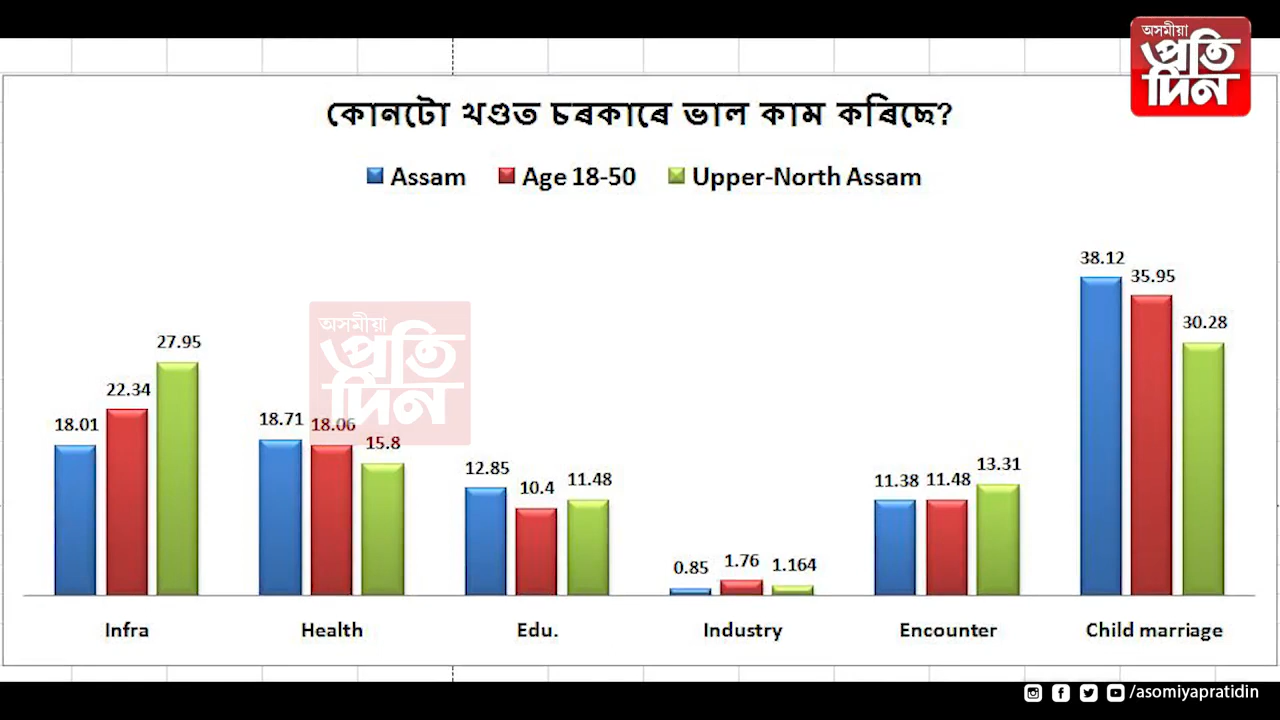 অসমীয়া
প্ৰতি
দিন
কোনটো খণ্ডত চৰকাৰে ভাল কাম কৰিছে?
Assam Age 18-50 Upper-North Assam
18.01 22.34 27.95
18.71 18.06 15.8
12.85 10.4 11.48
0.85 1.76 1.164
11.38 11.48 13.31
38.12 35.95 30.28
অসমীয়া
প্ৰতি
দিন
Infra Health Edu. Industry Encounter Child marriage
/asomiyapratidin